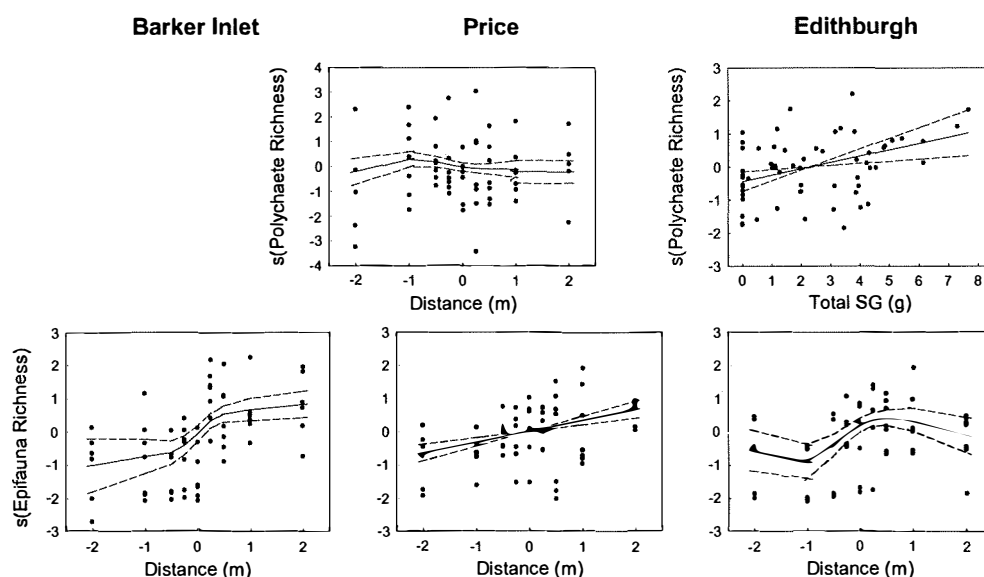 Barker Inlet Price Edithburgh
s(Polychaete Richness)
4
3
2
1
0
-1
-2
-3
-4
-2 -1 0 1 2
Distance (m)
s(Polychaete Richness)
3
2
1
0
-1
-2
-3
0 1 2 3 4 5 6 7 8
Total SG (g)
s(Epifauna Richness)
3
2
1
0
-1
-2
-3
-2 -1 0 1 2
Distance (m)
3
2
1
0
-1
-2
-3
-2 -1 0 1 2
Distance (m)
3
2
1
0
-1
-2
-3
-2 -1 0 1 2
Distance (m)